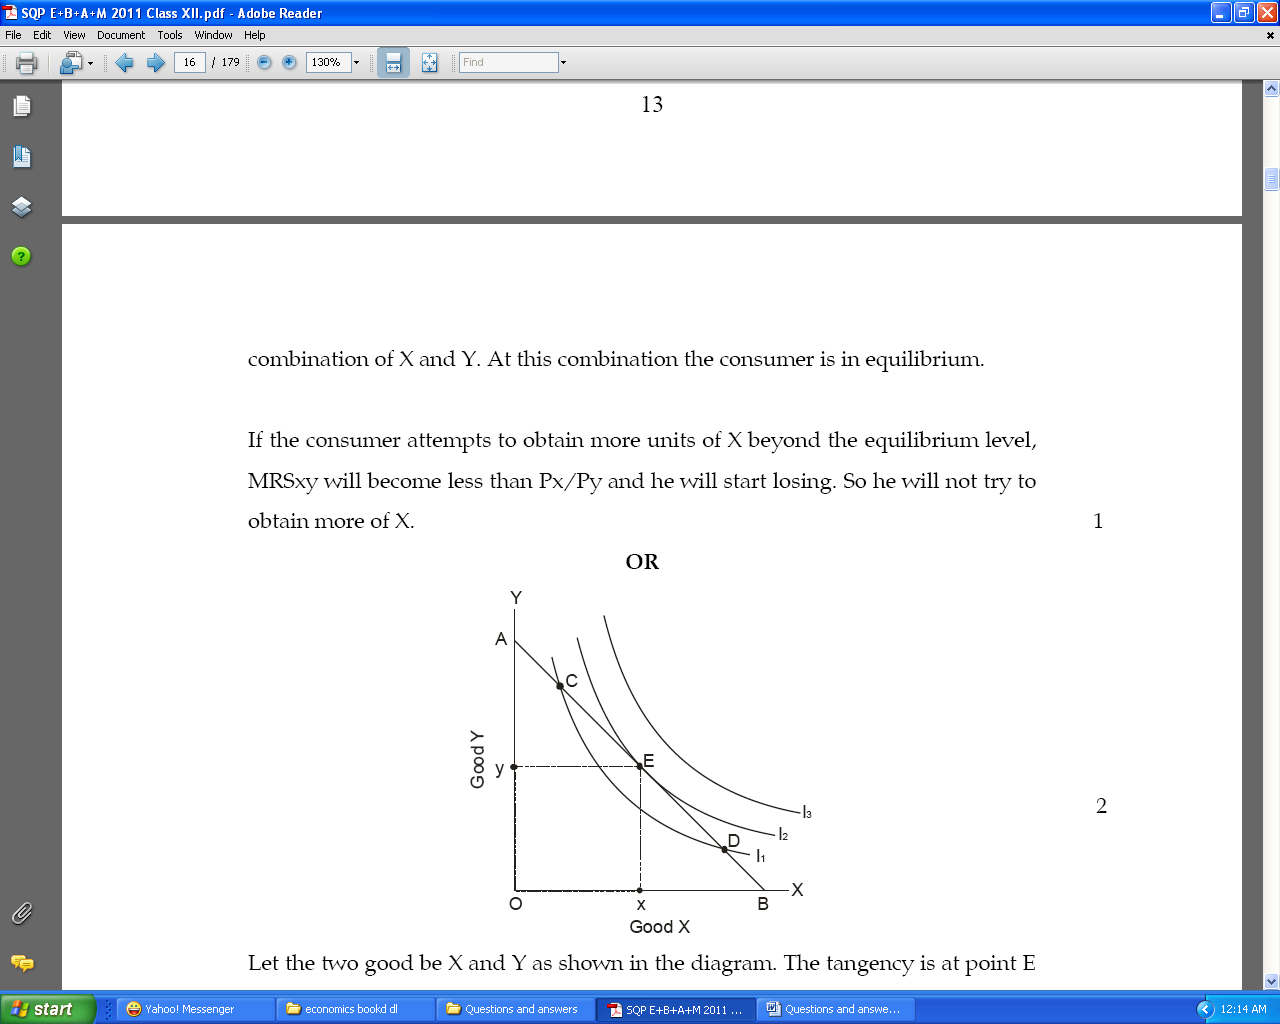 SQP E+B+A+M 2011 Class XII.pdf - Adobe Reader
File Edit View Document Tools Window Help
16 / 179 130% Find
13
combination of X and Y. At this combination the consumer is in equilibrium.
If the consumer attempts to obtain more units of X beyond the equilibrium level,
MRSxy will become less than Px/Py and he will start losing. So he will not try to
obtain more of X. 1
OR
Y
A
C
Good Y
y
E
I3
2
I2
D
I1
X
O x B
Good X
Let the two good be X and Y as shown in the diagram. The tangency is at point E
start Yahoo! Messenger economics bookd dl Questions and answers SQP E+B+A+M 2011 ... Questions and answe... 12:14 AM